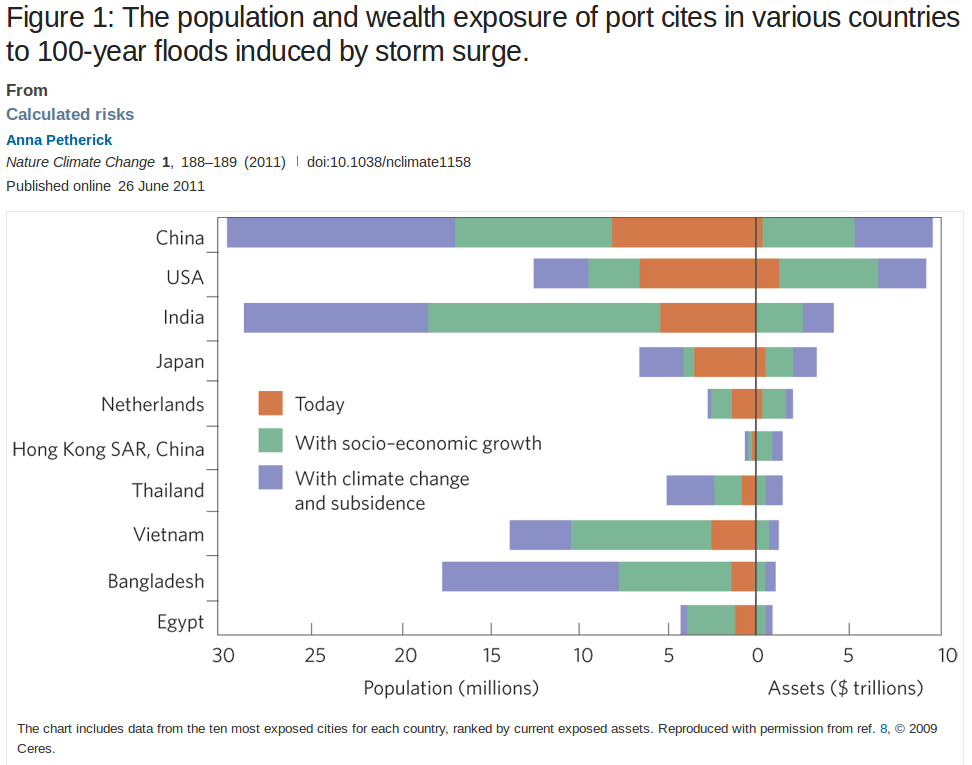 Figure 1: The population and wealth exposure of port cites in various countries
to 100-year floods induced by storm surge.
From
Calculated risks
Anna Petherick
Nature Climate Change 1, 188–189 (2011) | doi:10.1038/nclimate1158
Published online 26 June 2011
China
USA
India
Japan
Netherlands
Hong Kong SAR, China
Thailand
Vietnam
Bangladesh
Egypt
Today
With socio–economic growth
With climate change
and subsidence
30 25 20 15 10 5 0 5 10
Population (millions) Assets ($ trillions)
The chart includes data from the ten most exposed cities for each country, ranked by current exposed assets. Reproduced with permission from ref. 8, © 2009
Ceres.